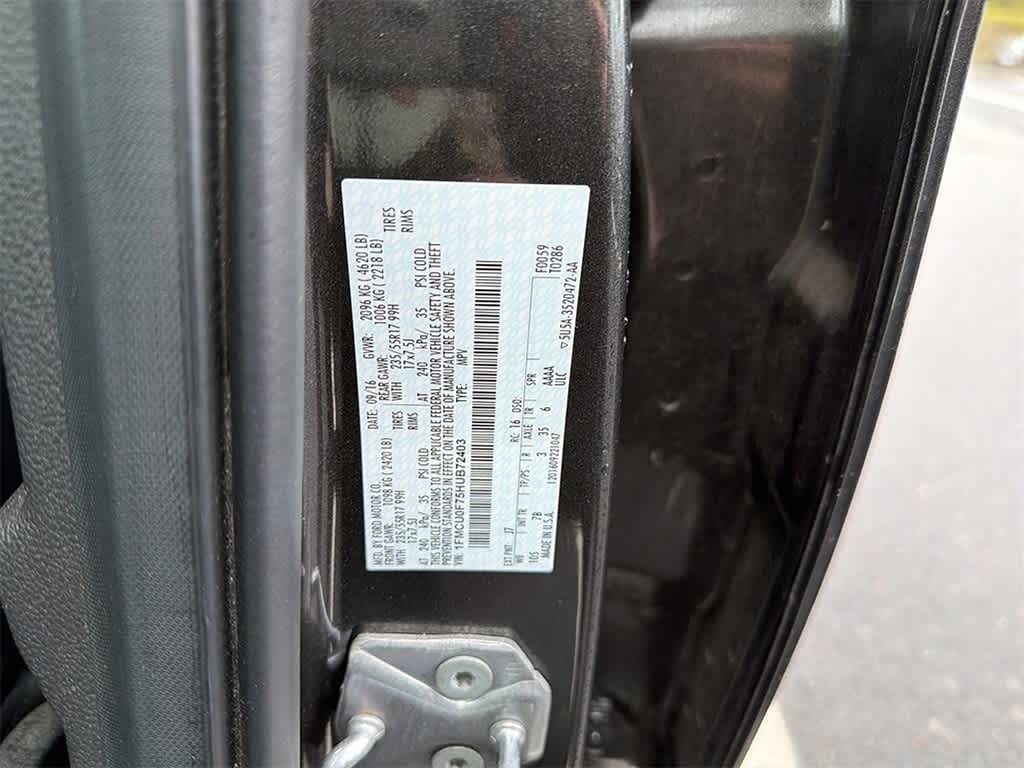 MFD. BY FORD MOTOR CO.
DATE: 09/16 GVWR: 2096 KG ( 4620 LB)
FRONT GAWR: 1098 KG ( 2420 LB) REAR GAWR: 1006 KG ( 2218 LB)
WITH 235/55R17 99H TIRES WITH 235/55R17 99H TIRES
17x7.5J RIMS 17x7.5J RIMS
AT 240 kPa/ 35 PSI COLD AT 240 kPa/ 35 PSI COLD
THIS VEHICLE CONFORMS TO ALL APPLICABLE FEDERAL MOTOR VEHICLE SAFETY AND THEFT
PREVENTION STANDARDS IN EFFECT ON THE DATE OF MANUFACTURE SHOWN ABOVE.
VIN: 1FMCU0F75HUB72403 TYPE: MPV
F0059
T0286
EXT PNT: J7 RC: 16 DSO:
WB INT TR TP/PS R AXLE TR SPR
105 7B 3 35 6 AAAA
ULC
MADE IN U.S.A. 1201609231047
▽5U5A-3520472-AA